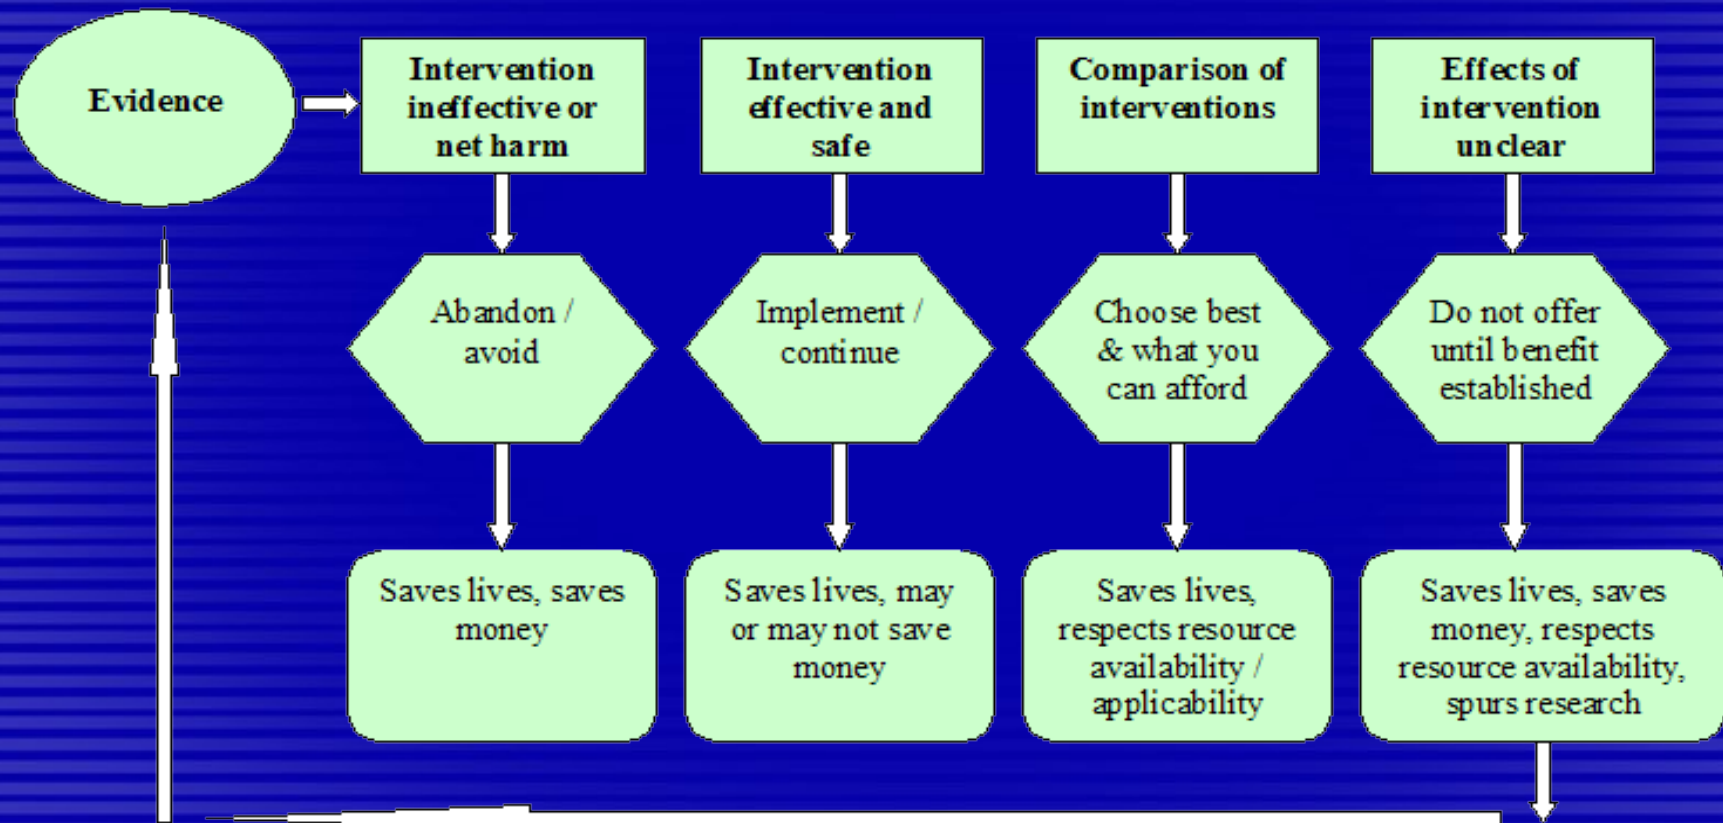 Evidence
Intervention
ineffective or
net harm
Intervention
effective and
safe
Comparison of
interventions
Effects of
intervention
unclear
Abandon /
avoid
Implement /
continue
Choose best
& what you
can afford
Do not offer
until benefit
established
Saves lives, saves
money
Saves lives, may
or may not save
money
Saves lives,
respects resource
availability /
applicability
Saves lives, saves
money, respects
resource availability,
spurs research